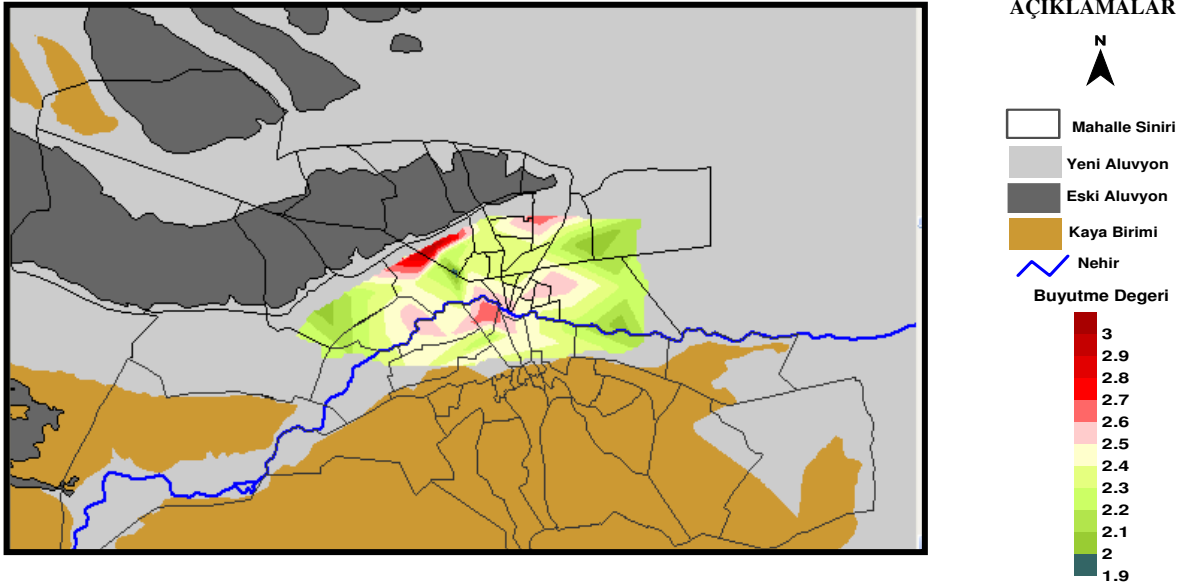 AÇIKLAMALAR
N
Mahalle Siniri
Yeni Aluvyon
Eski Aluvyon
Kaya Birimi
Nehir
Buyutme Degeri
3
2.9
2.8
2.7
2.6
2.5
2.4
2.3
2.2
2.1
2
1.9